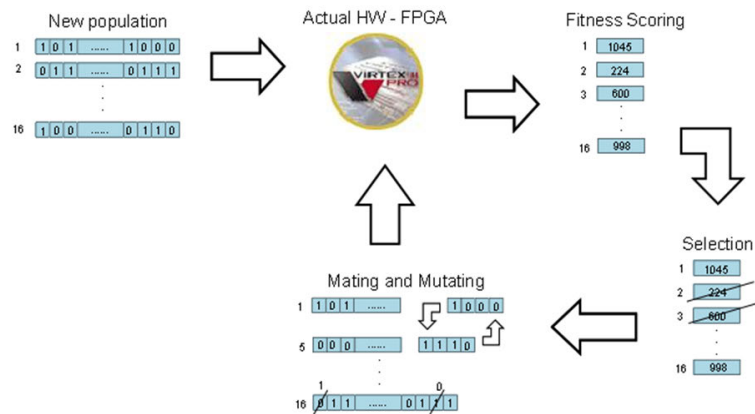 New population
1 1 0 1 ...... 1 0 0 0
2 0 1 1 ...... 0 1 1 1
16 1 0 0 ...... 0 1 1 0
Actual HW - FPGA
VIRTEX II
PRO
Fitness Scoring
1 1045
2 224
3 600
16 998
Selection
1 1045
2 224
3 600
16 998
Mating and Mutating
1 1 0 1 ...... 1 0 0 0
5 0 0 0 ...... 1 1 1 0
1 0
16 0 1 1 ...... 0 1 1 1